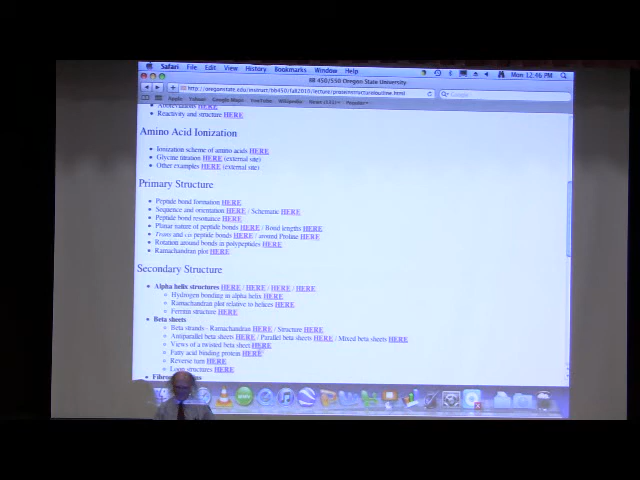 Safari File Edit View History Bookmarks Window Help Mon 12:46 PM
450/550 Oregon State University
Google
Apple Yahoo! Google Maps YouTube Wikipedia Popular
Abbreviations HERE
Reactivity and structure HERE
Amino Acid Ionization
Ionization scheme of amino acids HERE
Glycine titration HERE (external site)
Other examples HERE (external site)
Primary Structure
Peptide bond formation HERE
Sequence and orientation HERE / Schematic HERE
Peptide bond resonance HERE
Planar nature of peptide bonds HERE / Bond lengths HERE
Trans and cis peptide bonds HERE / around Proline HERE
Rotation around bonds in polypeptides HERE
Ramachandran plot HERE
Secondary Structure
Alpha helix structures HERE / HERE / HERE / HERE
Hydrogen bonding in alpha helix HERE
Ramachandran plot relative to helices HERE
Ferritin structure HERE
Beta sheets
Beta strands - Ramachandran HERE / Structure HERE
Antiparallel beta sheets HERE / Parallel beta sheets HERE / Mixed beta sheets HERE
Views of a twisted beta sheet HERE
Fatty acid binding protein HERE
Reverse turn HERE
Loop structures HERE